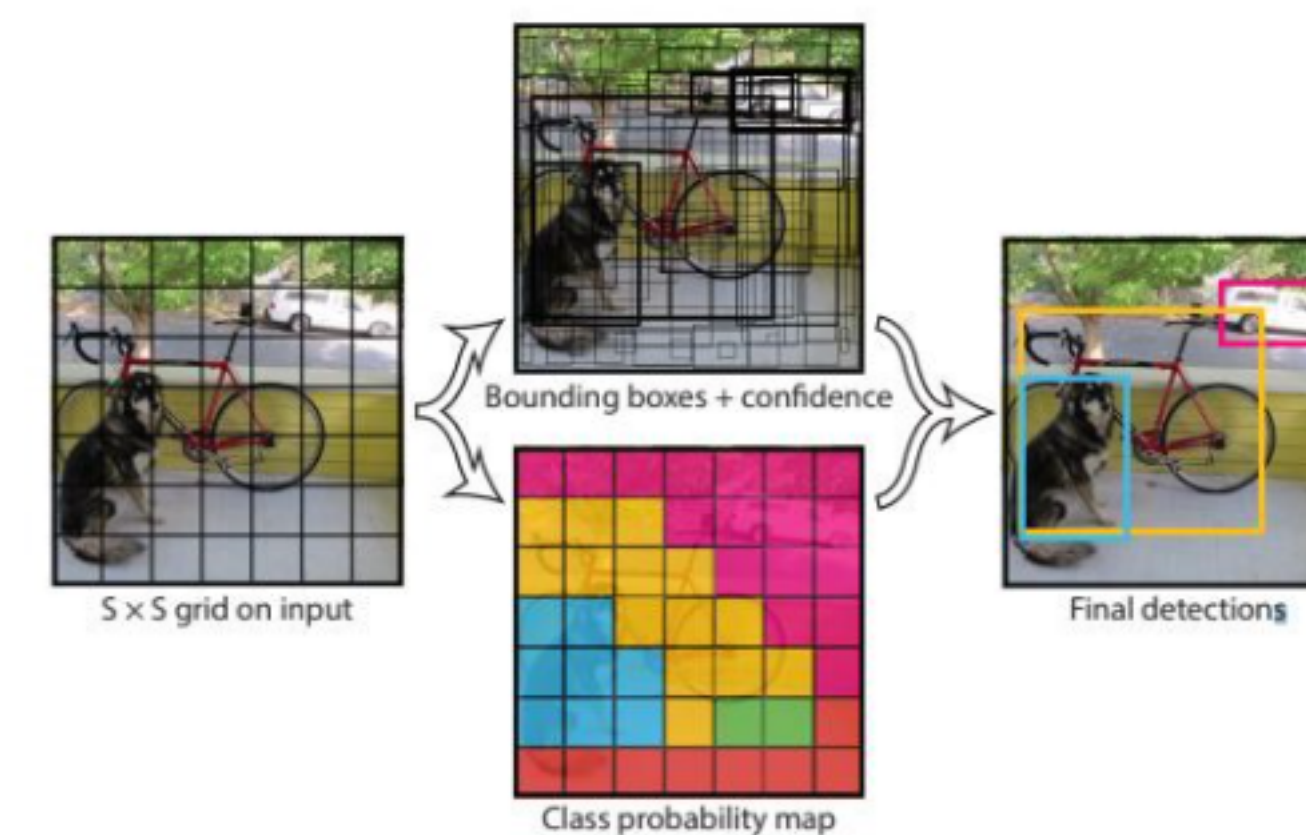 Bounding boxes + confidence
S × S grid on input
Final detections
Class probability map